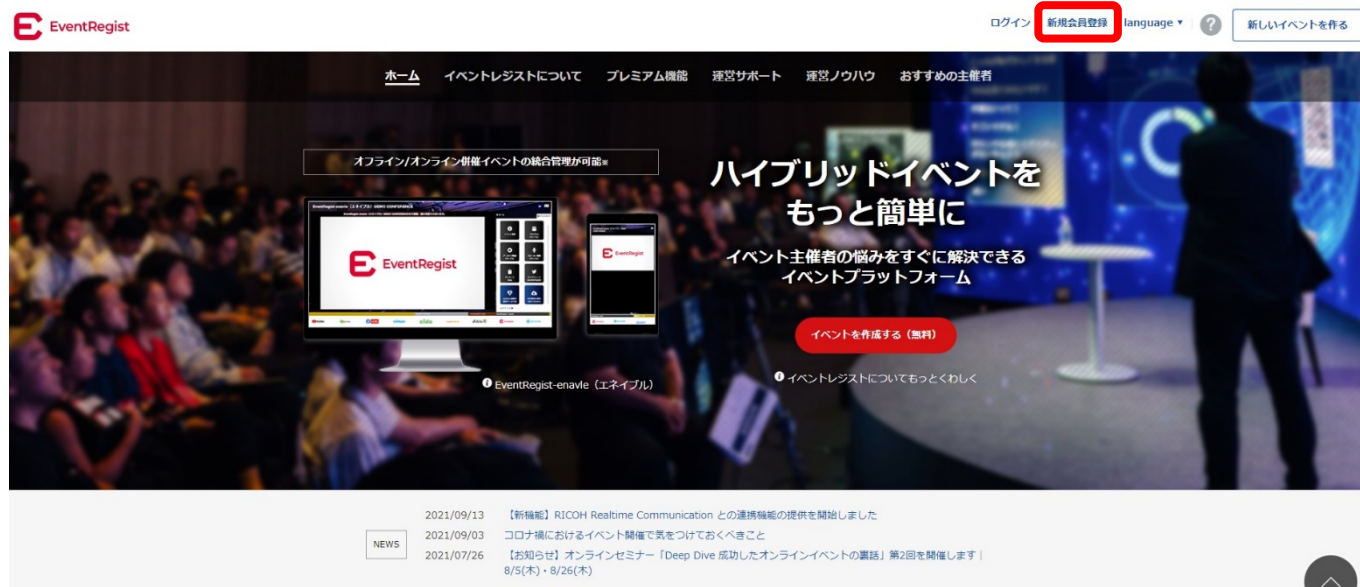 EventRegist
ログイン 新規会員登録 language ▾ ? 新しいイベントを作る
ホーム イベントレジストについて プレミアム機能 運営サポート 運営ノウハウ おすすめの主催者
オフライン/オンライン併催イベントの統合管理が可能※
EventRegist
EventRegist
EventRegist-enavle（エネイブル）
ハイブリッドイベントを
もっと簡単に
イベント主催者の悩みをすぐに解決できる
イベントプラットフォーム
イベントを作成する（無料）
イベントレジストについてもっとくわしく
NEWS
2021/09/13 【新機能】RICOH Realtime Communication との連携機能の提供を開始しました
2021/09/03 コロナ禍におけるイベント開催で気をつけておくべきこと
2021/07/26 【お知らせ】オンラインセミナー「Deep Dive 成功したオンラインイベントの裏話」第2回を開催します｜
8/5(木)・8/26(木)